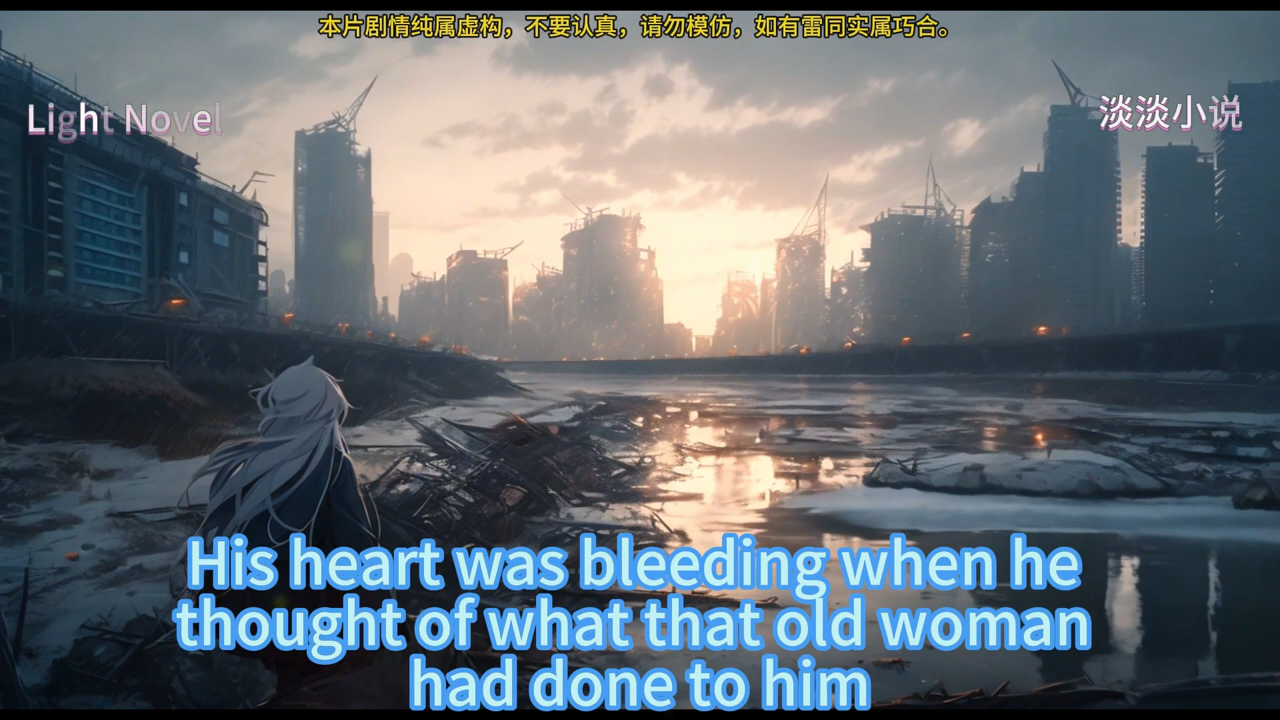 本片剧情纯属虚构，不要认真，请勿模仿，如有雷同实属巧合。
Light Novel
淡淡小说
His heart was bleeding when he
thought of what that old woman
had done to him